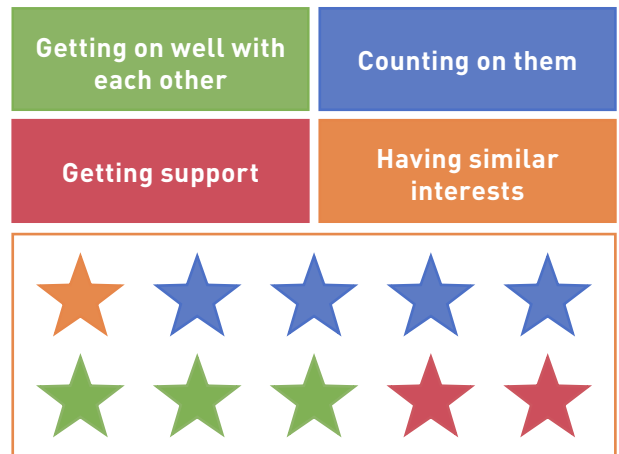 Getting on well with
each other
Counting on them
Getting support
Having similar
interests